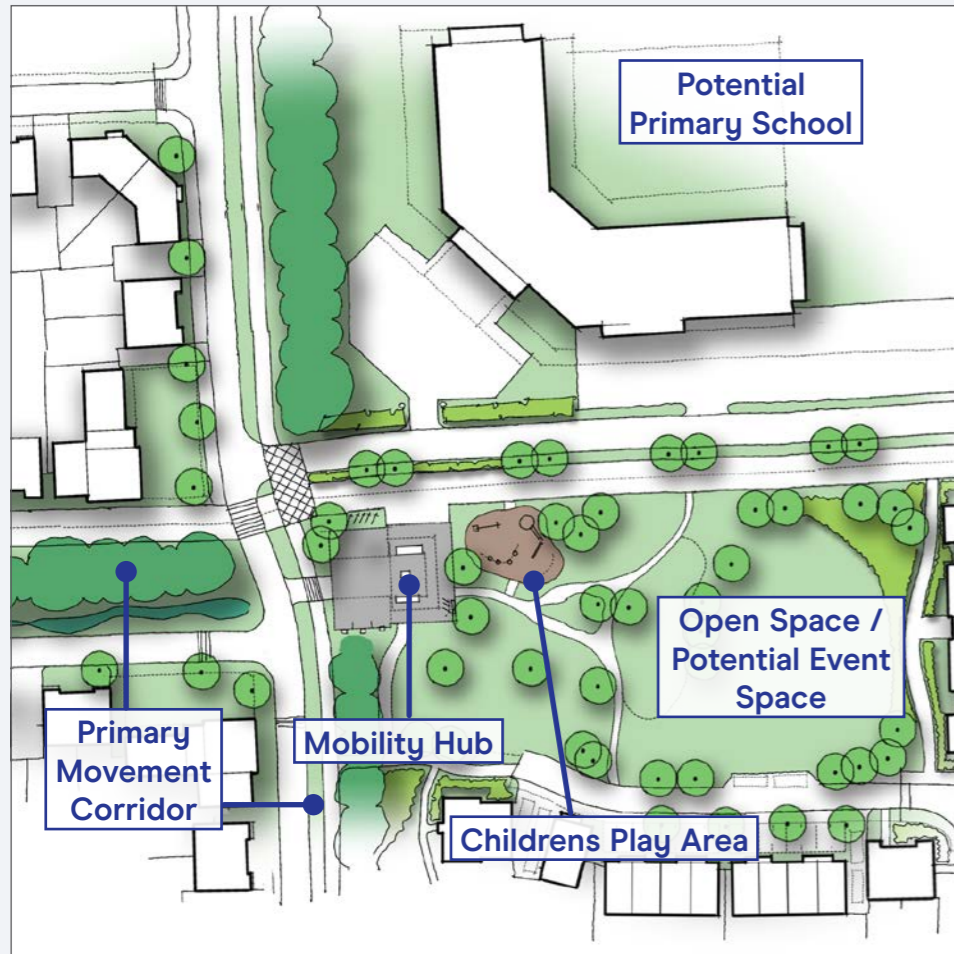 Potential
Primary School
Open Space /
Potential Event
Space
Primary
Movement
Corridor
Mobility Hub
Childrens Play Area